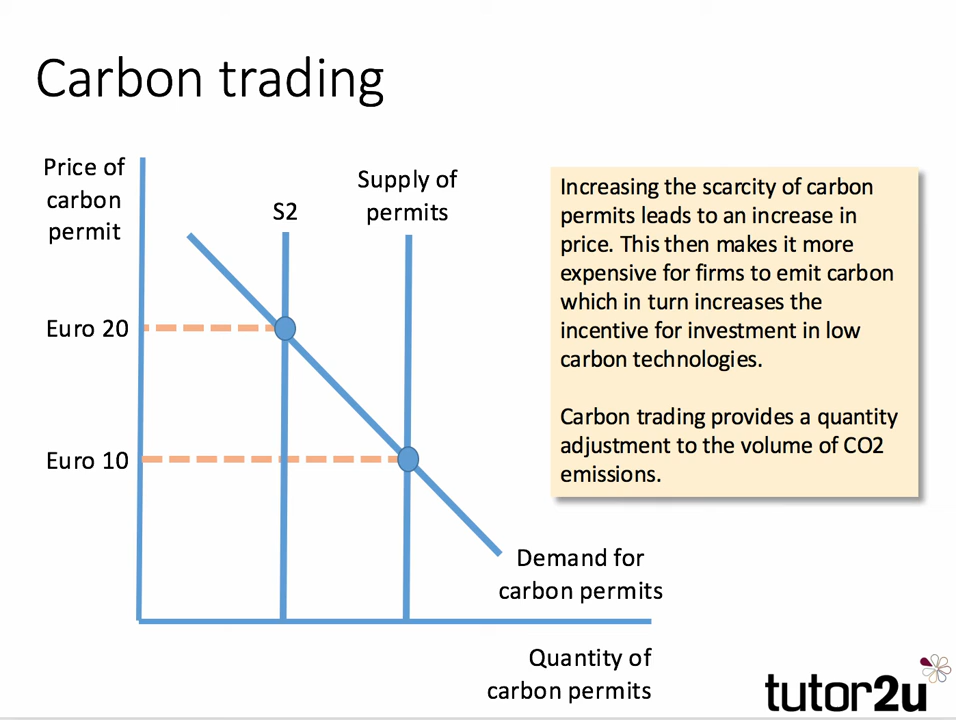 Carbon trading
Price of
carbon
permit
Supply of
permits
S2
Euro 20
Euro 10
Demand for
carbon permits
Quantity of
carbon permits
Increasing the scarcity of carbon
permits leads to an increase in
price. This then makes it more
expensive for firms to emit carbon
which in turn increases the
incentive for investment in low
carbon technologies.
Carbon trading provides a quantity
adjustment to the volume of CO2
emissions.
tutor2u